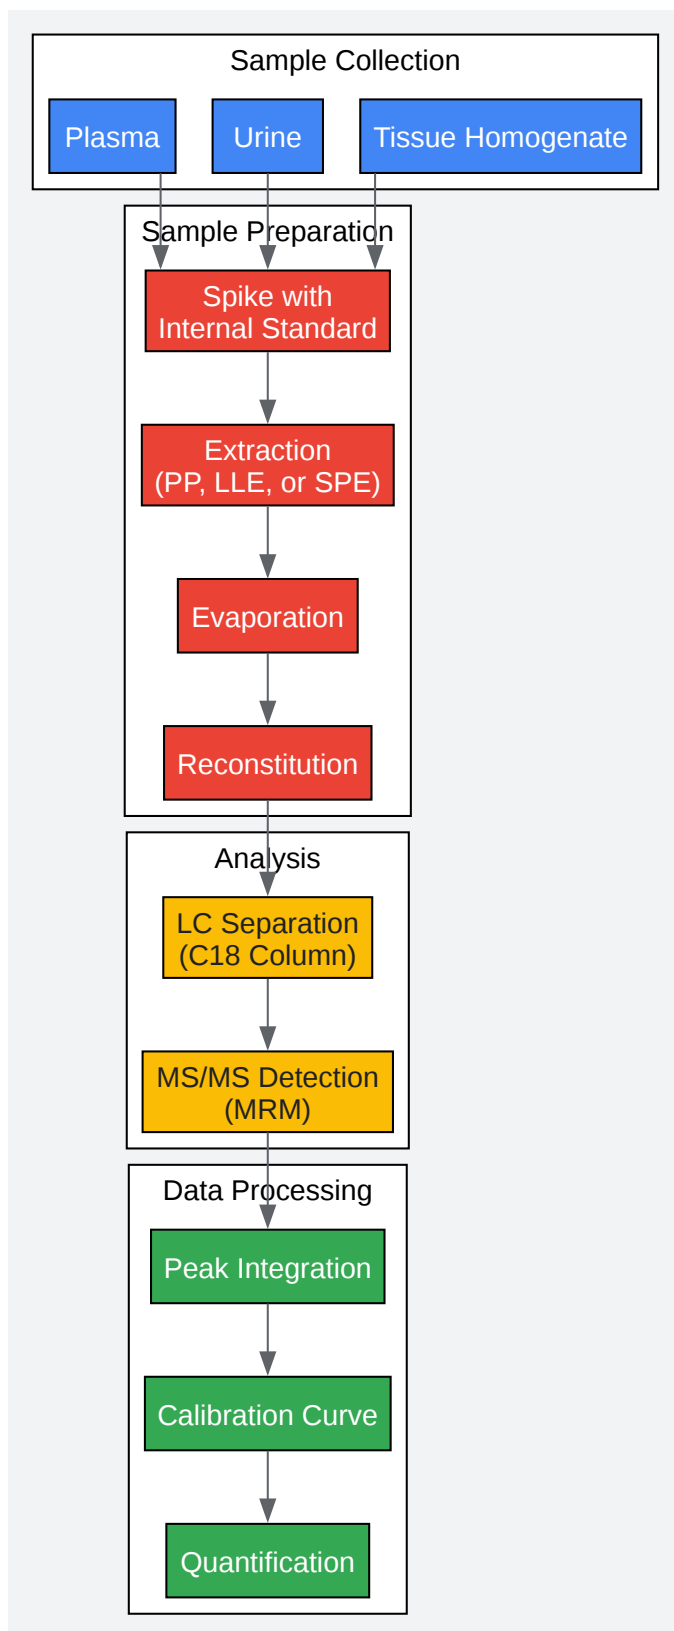 Sample Collection
Plasma
Urine
Tissue Homogenate
Sample Preparation
Spike with
Internal Standard
Extraction
(PP, LLE, or SPE)
Evaporation
Reconstitution
Analysis
LC Separation
(C18 Column)
MS/MS Detection
(MRM)
Data Processing
Peak Integration
Calibration Curve
Quantification